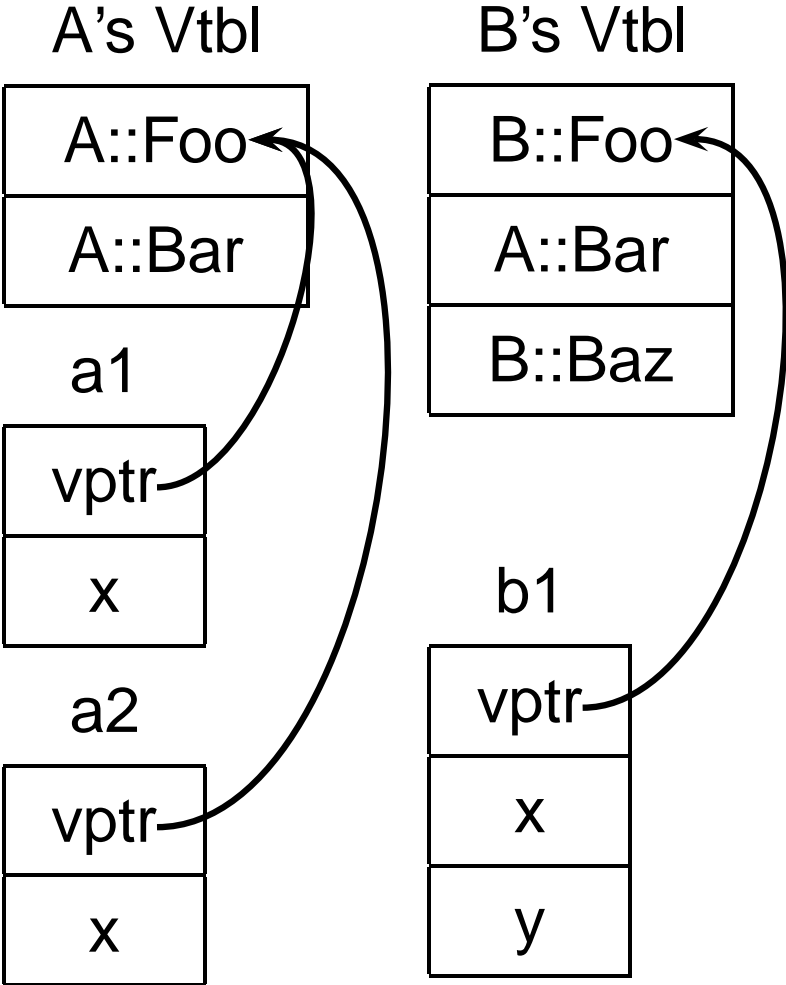 A's Vtbl
A::Foo
A::Bar
a1
vptr
x
a2
vptr
x
B's Vtbl
B::Foo
A::Bar
B::Baz
b1
vptr
x
y